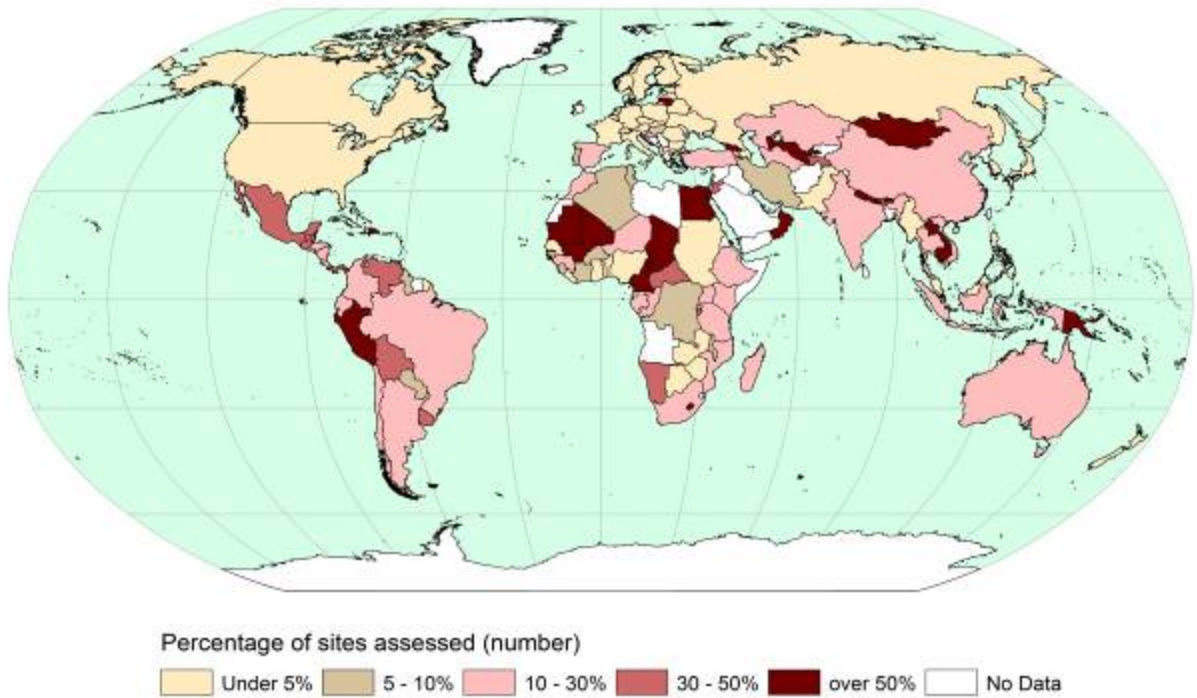 Percentage of sites assessed (number)
Under 5% 5 - 10% 10 - 30% 30 - 50% over 50% No Data